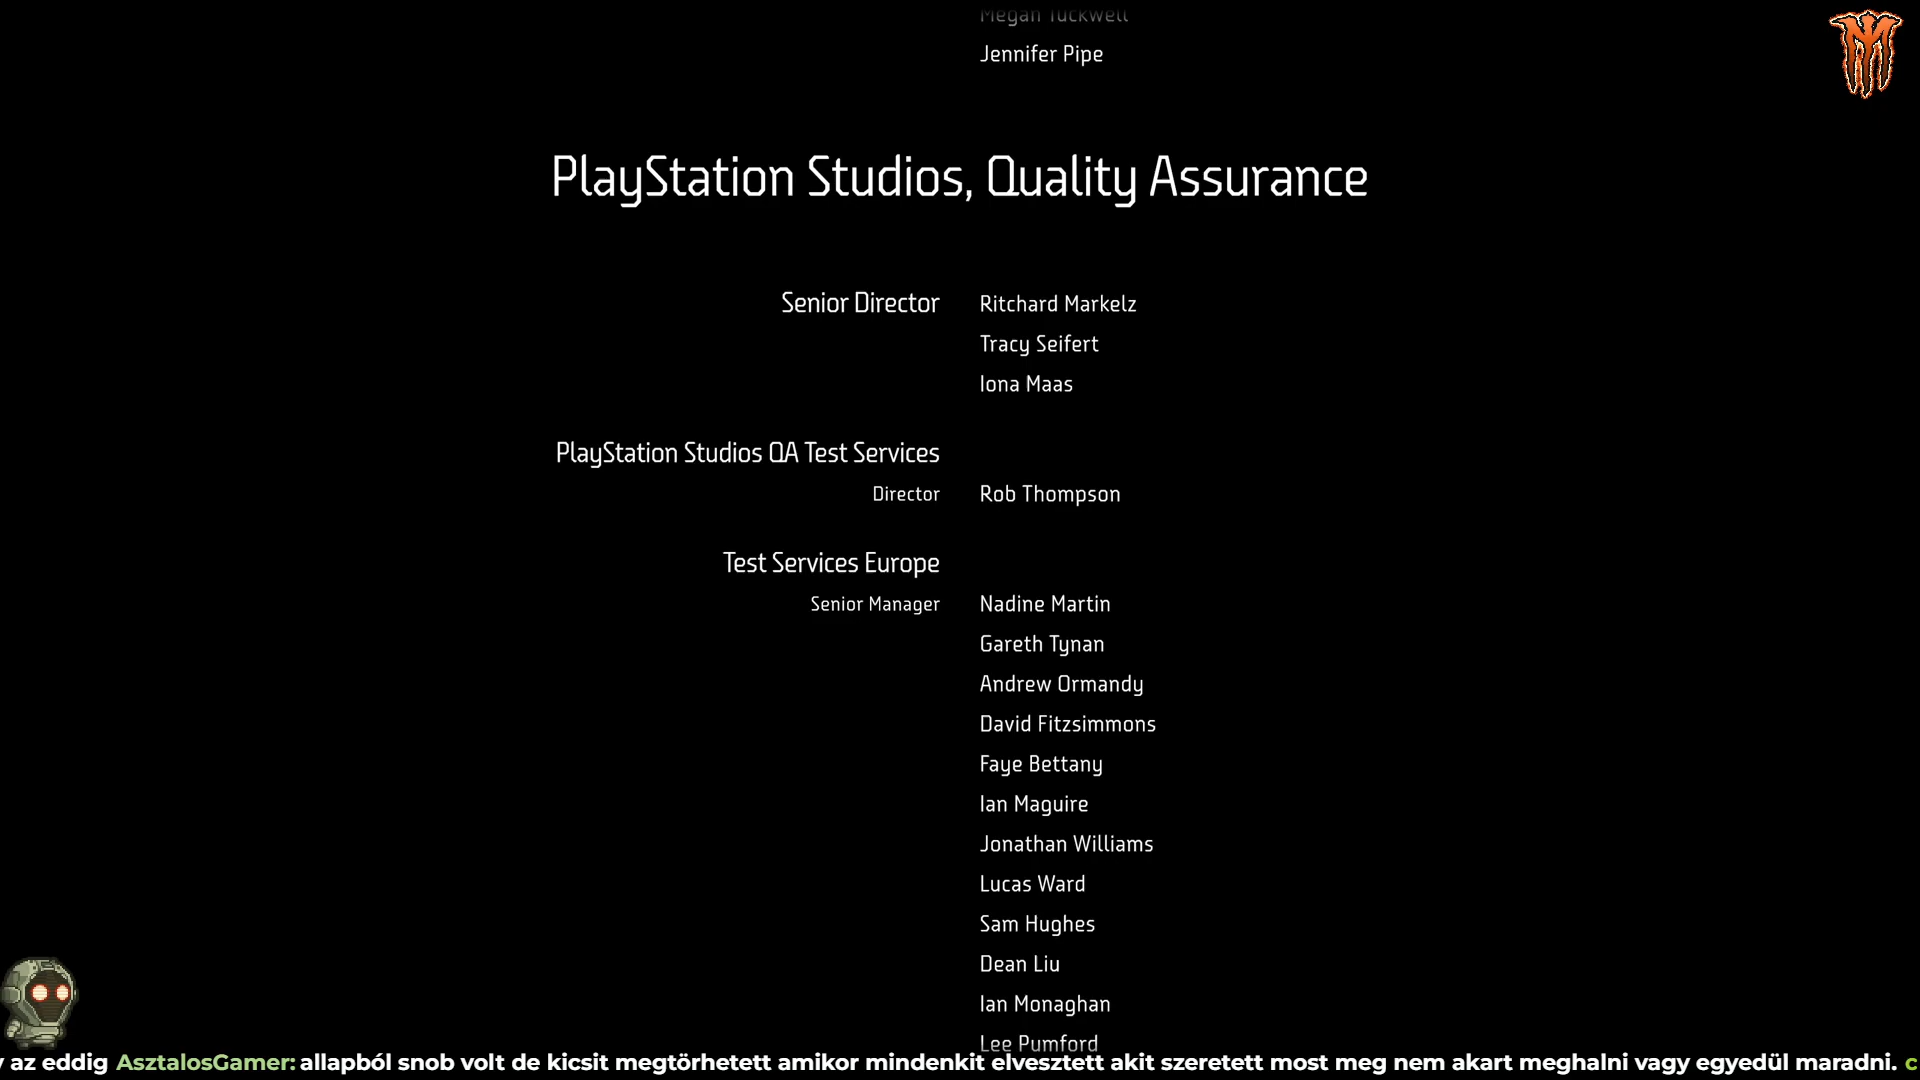 Megan Tuckwell
Jennifer Pipe
PlayStation Studios, Quality Assurance
Senior Director Ritchard Markelz
Tracy Seifert
Iona Maas
PlayStation Studios QA Test Services
Director Rob Thompson
Test Services Europe
Senior Manager Nadine Martin
Gareth Tynan
Andrew Ormandy
David Fitzsimmons
Faye Bettany
Ian Maguire
Jonathan Williams
Lucas Ward
Sam Hughes
Dean Liu
Ian Monaghan
Lee Pumford
az eddig AsztalosGamer: allapból snob volt de kicsit megtörhetett amikor mindenkit elvesztett akit szeretett most meg nem akart meghalni vagy egyedül maradni.